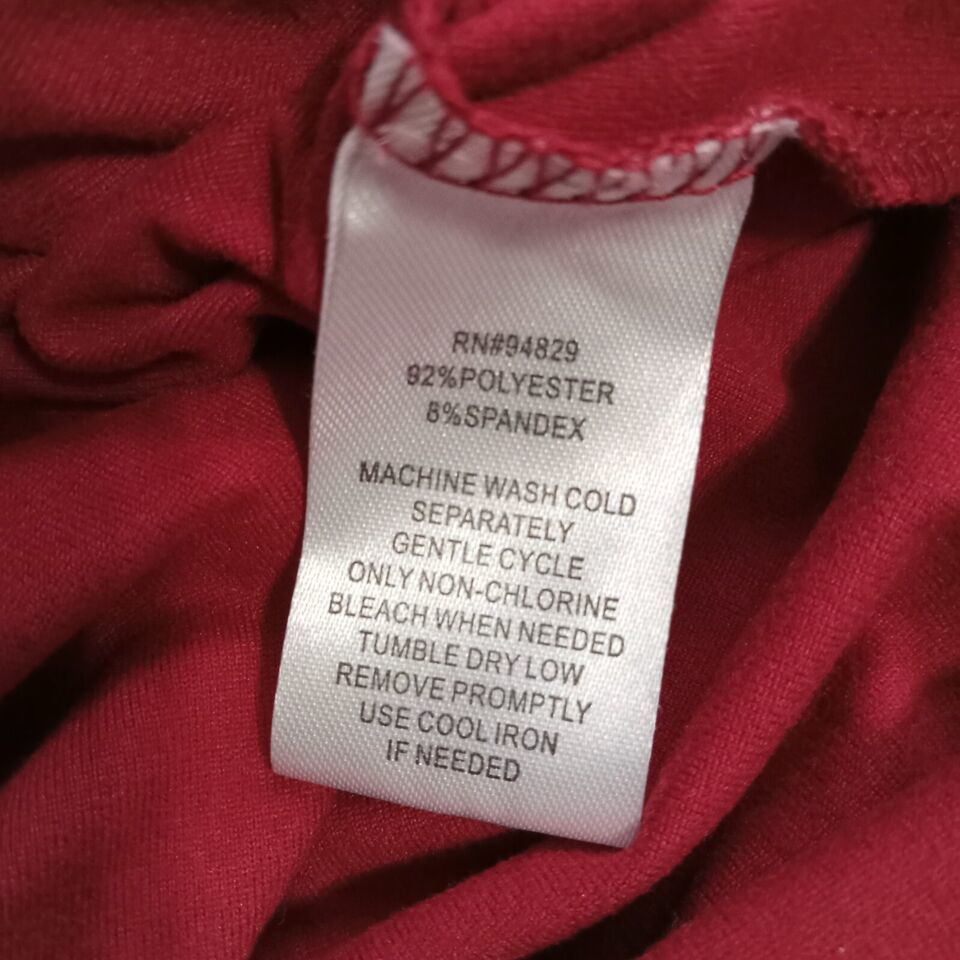 RN#94829
92%POLYESTER
8%SPANDEX
MACHINE WASH COLD
SEPARATELY
GENTLE CYCLE
ONLY NON-CHLORINE
BLEACH WHEN NEEDED
TUMBLE DRY LOW
REMOVE PROMPTLY
USE COOL IRON
IF NEEDED